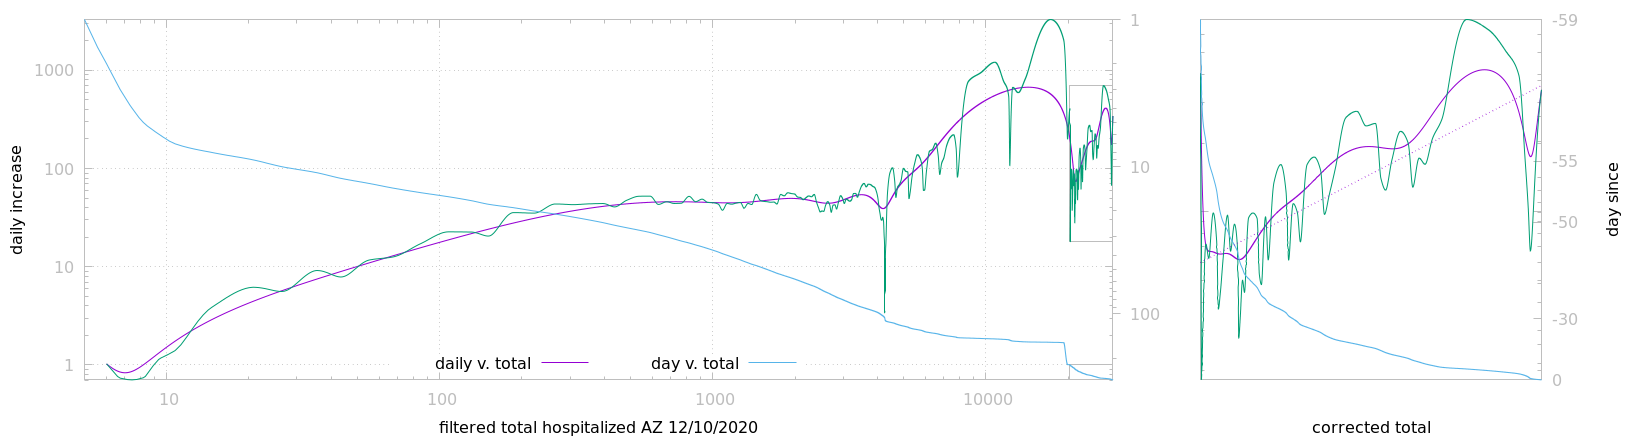 1 -59
1000
10 -55
100
daily increase
-50
day since
10
100 -30
1 daily v. total day v. total
0
10 100 1000 10000
filtered total hospitalized AZ 12/10/2020 corrected total